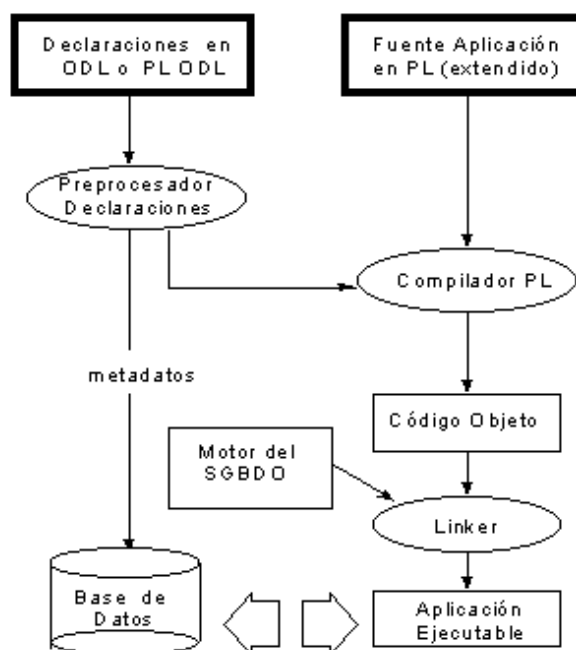 Declaraciones en
ODL o PL ODL
Fuente Aplicación
en PL (extendido)
Preprocesador
Declaraciones
Compilador PL
metadatos
Código Objeto
Motor del
SGBDO
Linker
Base de
Datos
Aplicación
Ejecutable